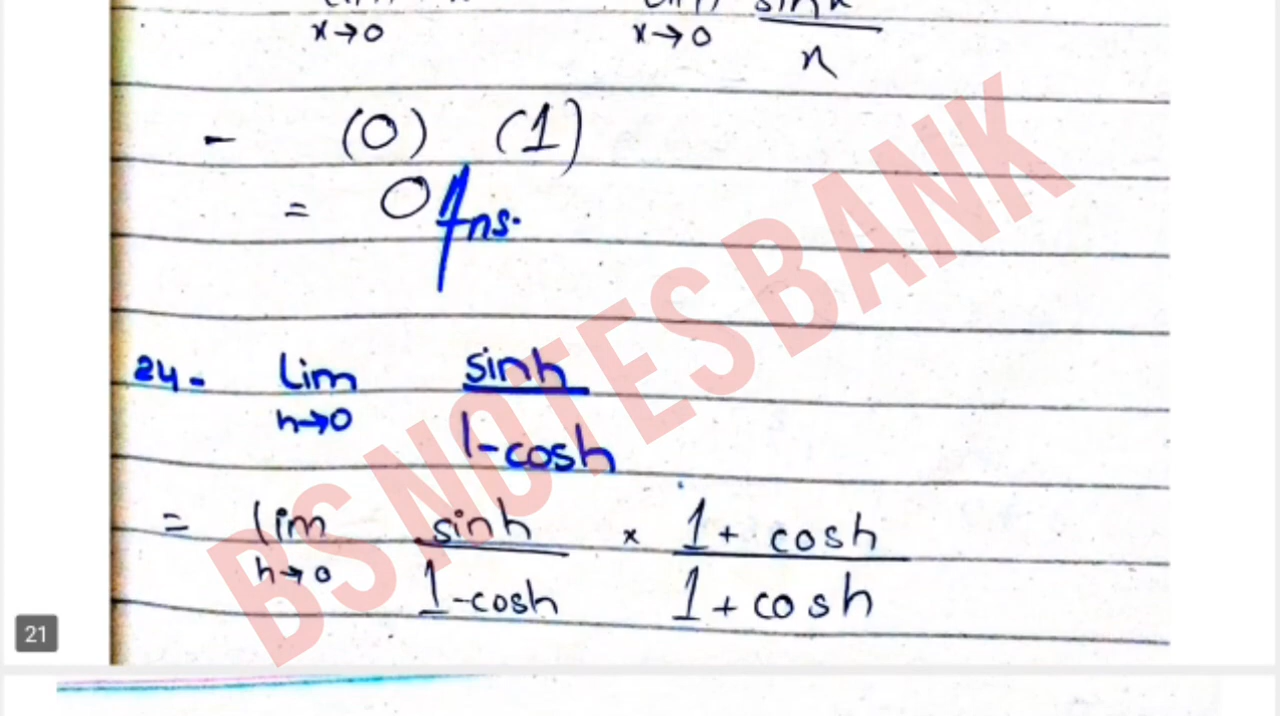 x→0 x→0 sinx
x
- (0) (1)
= 0 Ans.
24- Lim sinh
h→0 1-cosh
= lim sinh × 1+cosh
h→0 1-cosh 1+cosh
21
BS NOTES BANK